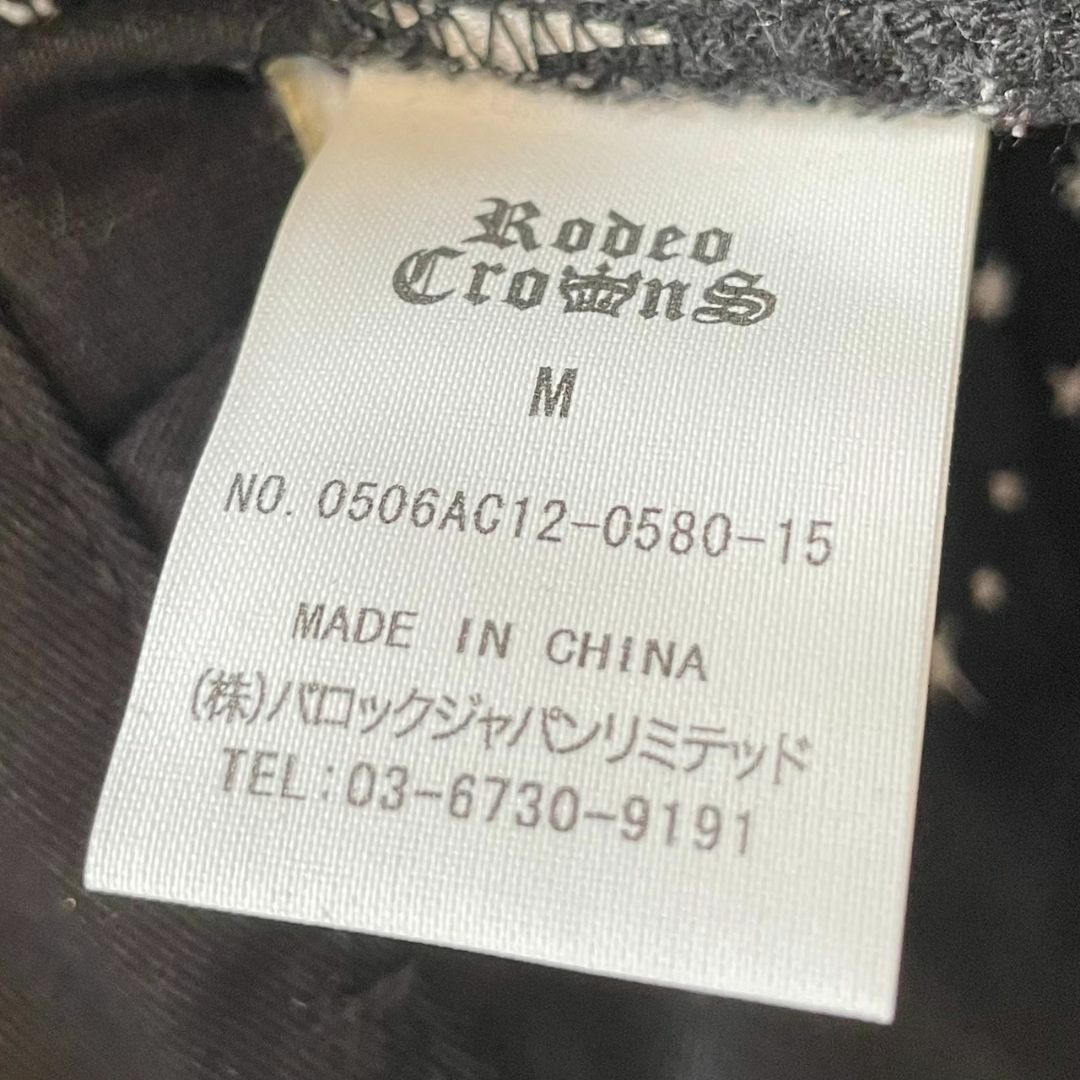 Rodeo
Crowns
M
NO. 0506AC12-0580-15
MADE IN CHINA
(株)バロックジャパンリミテッド
TEL:03-6730-9191